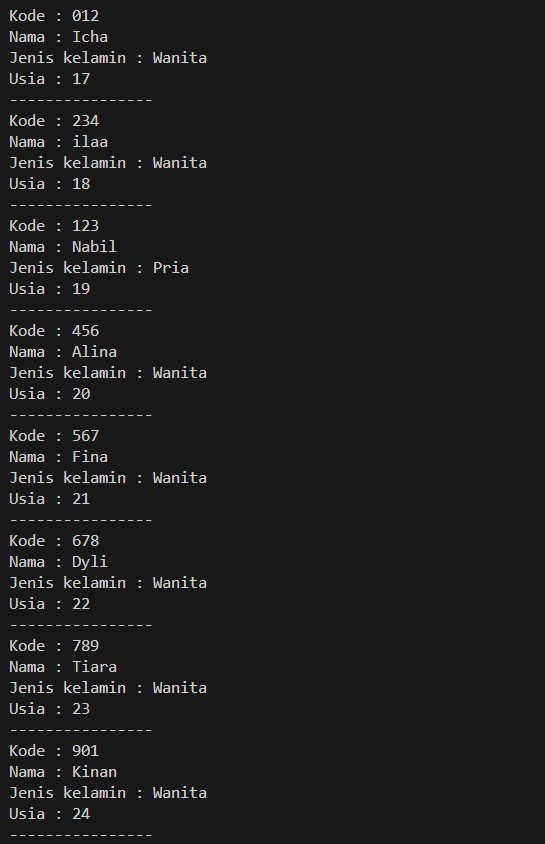 Kode : 012
Nama : Icha
Jenis kelamin : Wanita
Usia : 17
----------------
Kode : 234
Nama : ilaa
Jenis kelamin : Wanita
Usia : 18
----------------
Kode : 123
Nama : Nabil
Jenis kelamin : Pria
Usia : 19
----------------
Kode : 456
Nama : Alina
Jenis kelamin : Wanita
Usia : 20
----------------
Kode : 567
Nama : Fina
Jenis kelamin : Wanita
Usia : 21
----------------
Kode : 678
Nama : Dyli
Jenis kelamin : Wanita
Usia : 22
----------------
Kode : 789
Nama : Tiara
Jenis kelamin : Wanita
Usia : 23
----------------
Kode : 901
Nama : Kinan
Jenis kelamin : Wanita
Usia : 24
----------------